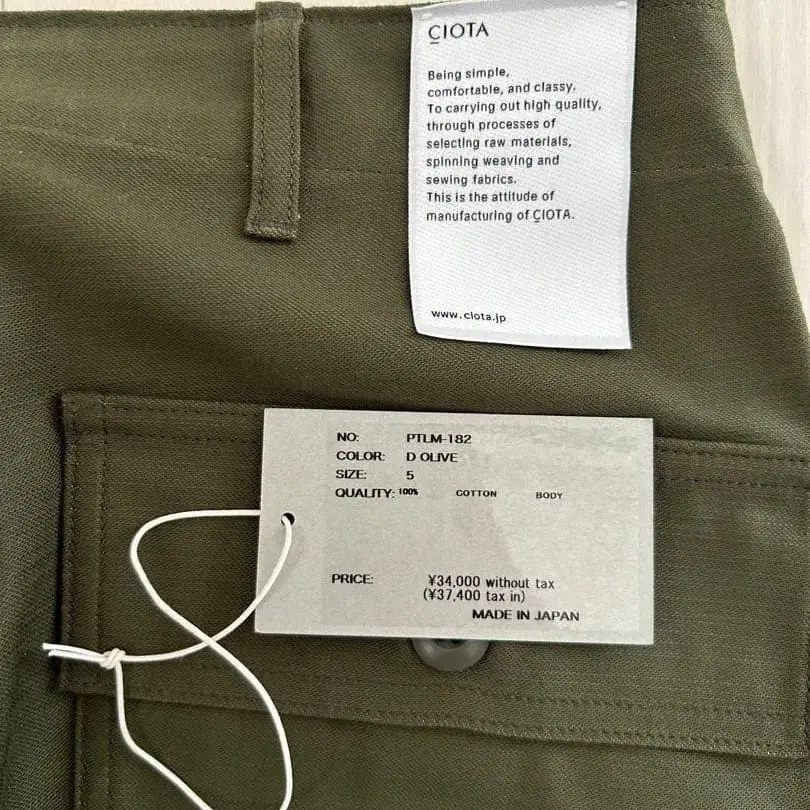 ÇIOTA
Being simple,
comfortable, and classy.
To carrying out high quality,
through processes of
selecting raw materials,
spinning weaving and
sewing fabrics.
This is the attitude of
manufacturing of ÇIOTA.
www.ciota.jp
NO: PTLM-182
COLOR: D OLIVE
SIZE: 5
QUALITY: 100% COTTON BODY
PRICE: ¥34,000 without tax
(¥37,400 tax in)
MADE IN JAPAN